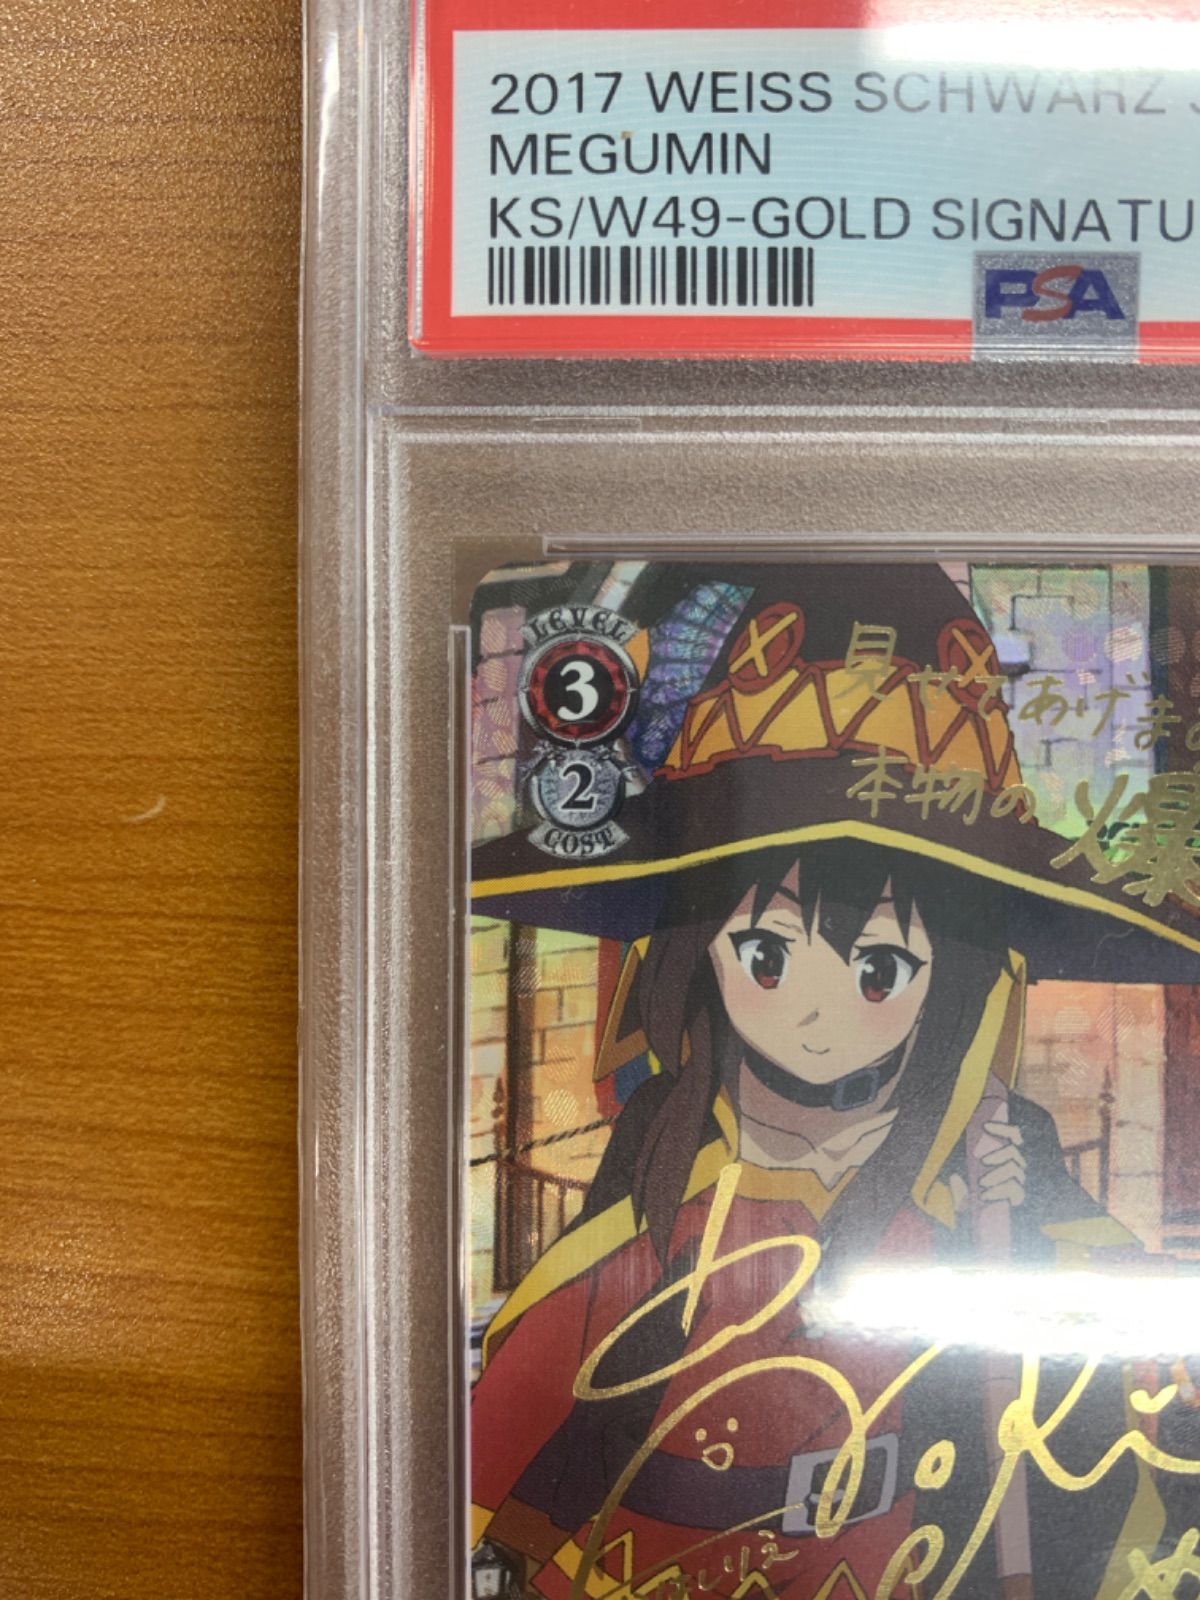 2017 WEISS SCHWARZ
MEGUMIN
KS/W49-GOLD SIGNATU
PSA
LEVEL
3
2
COST
見せてあげま
本物の爆